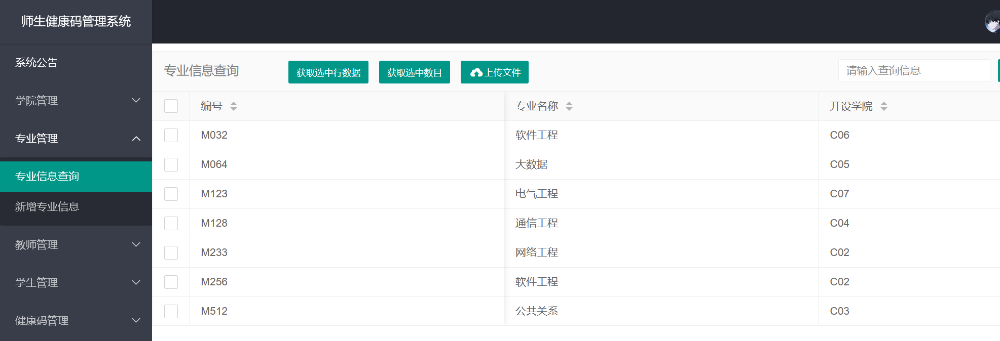 师生健康码管理系统
系统公告
学院管理
专业管理
专业信息查询
新增专业信息
教师管理
学生管理
健康码管理
专业信息查询 获取选中行数据 获取选中数目 上传文件 请输入查询信息
编号 专业名称 开设学院
M032 软件工程 C06
M064 大数据 C05
M123 电气工程 C07
M128 通信工程 C04
M233 网络工程 C02
M256 软件工程 C02
M512 公共关系 C03